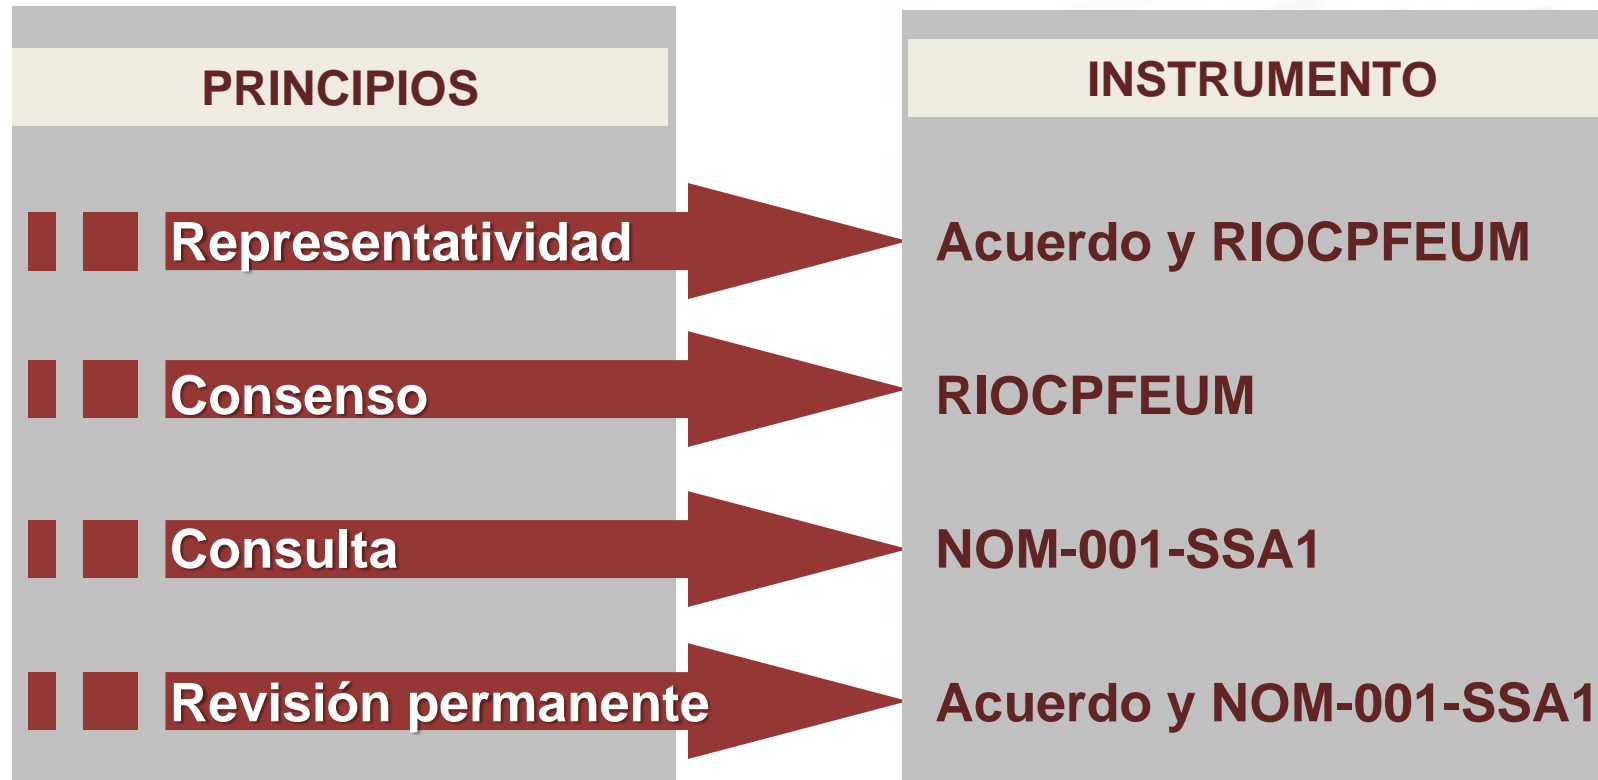 PRINCIPIOS
INSTRUMENTO
Representatividad
Acuerdo y RIOCPFEUM
Consenso
RIOCPFEUM
Consulta
NOM-001-SSA1
Revisión permanente
Acuerdo y NOM-001-SSA1